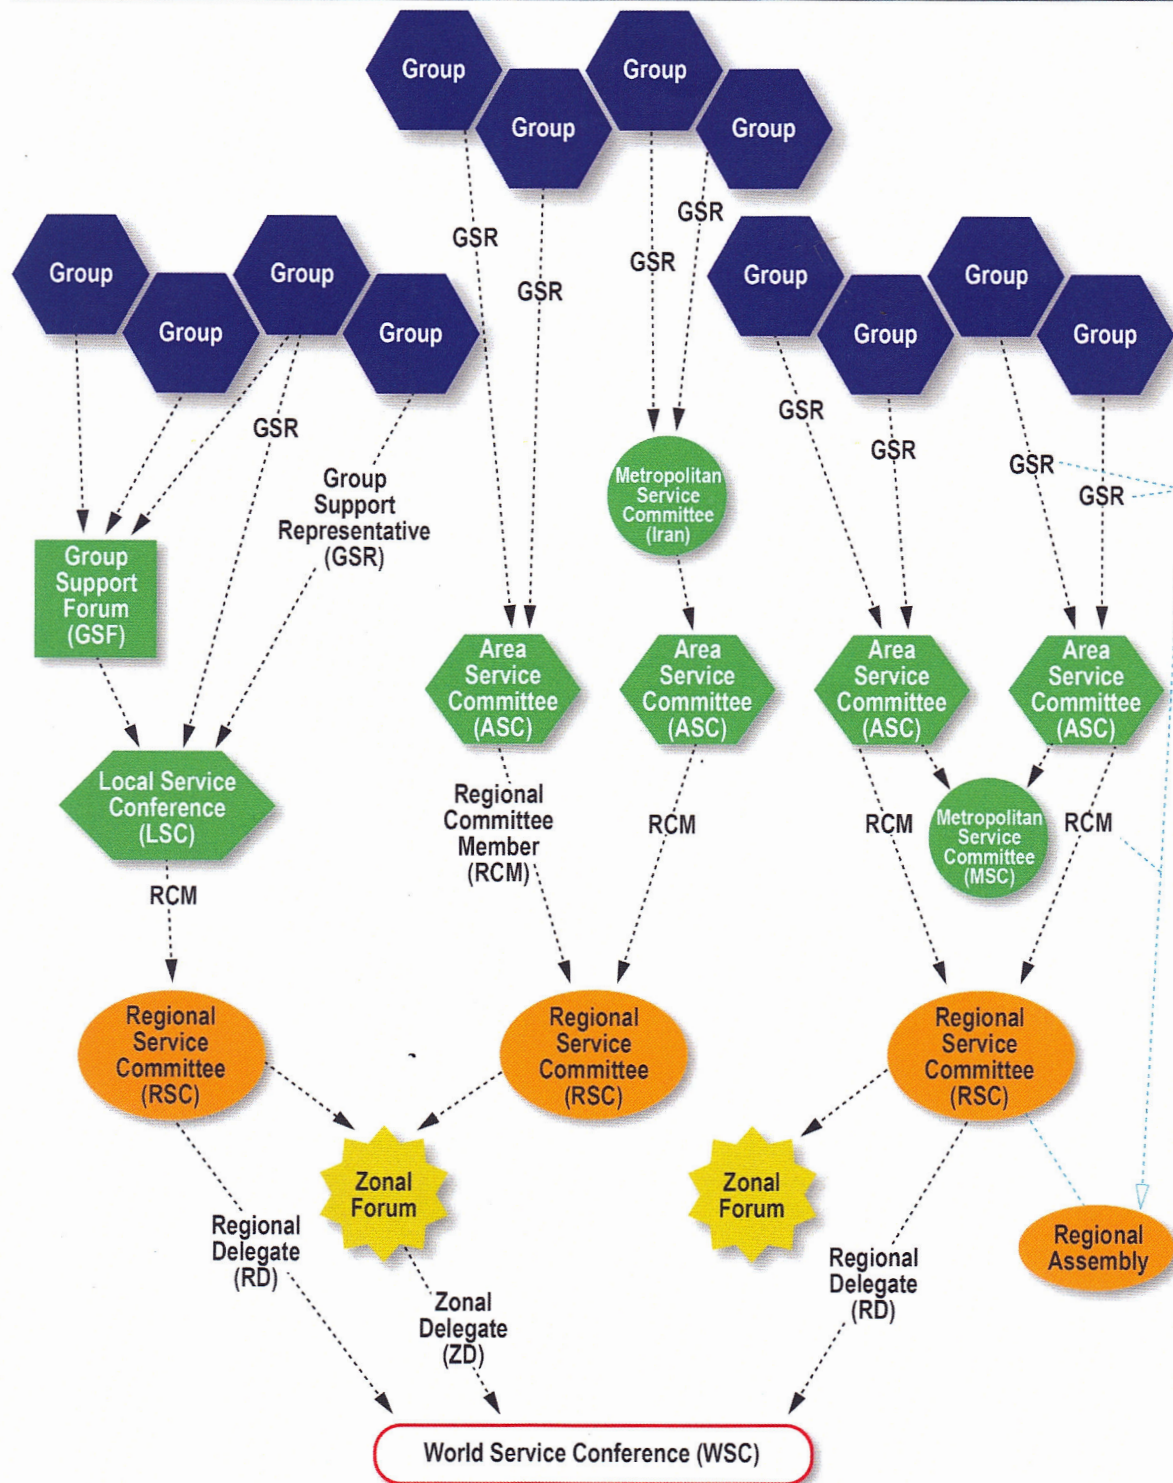 Group
Group
Group
Group
GSR
GSR
GSR
GSR
Group
Group
Group
Group
Group
Group
Group
Group
GSR
Group
Support
Representative
(GSR)
GSR
GSR
GSR
GSR
Metropolitan
Service
Committee
(Iran)
Group
Support
Forum
(GSF)
Area
Service
Committee
(ASC)
Area
Service
Committee
(ASC)
Area
Service
Committee
(ASC)
Area
Service
Committee
(ASC)
Local Service
Conference
(LSC)
Regional
Committee
Member
(RCM)
RCM
RCM
Metropolitan
Service
Committee
(MSC)
RCM
RCM
Regional
Service
Committee
(RSC)
Regional
Service
Committee
(RSC)
Regional
Service
Committee
(RSC)
Zonal
Forum
Zonal
Forum
Regional
Assembly
Regional
Delegate
(RD)
Zonal
Delegate
(ZD)
Regional
Delegate
(RD)
World Service Conference (WSC)